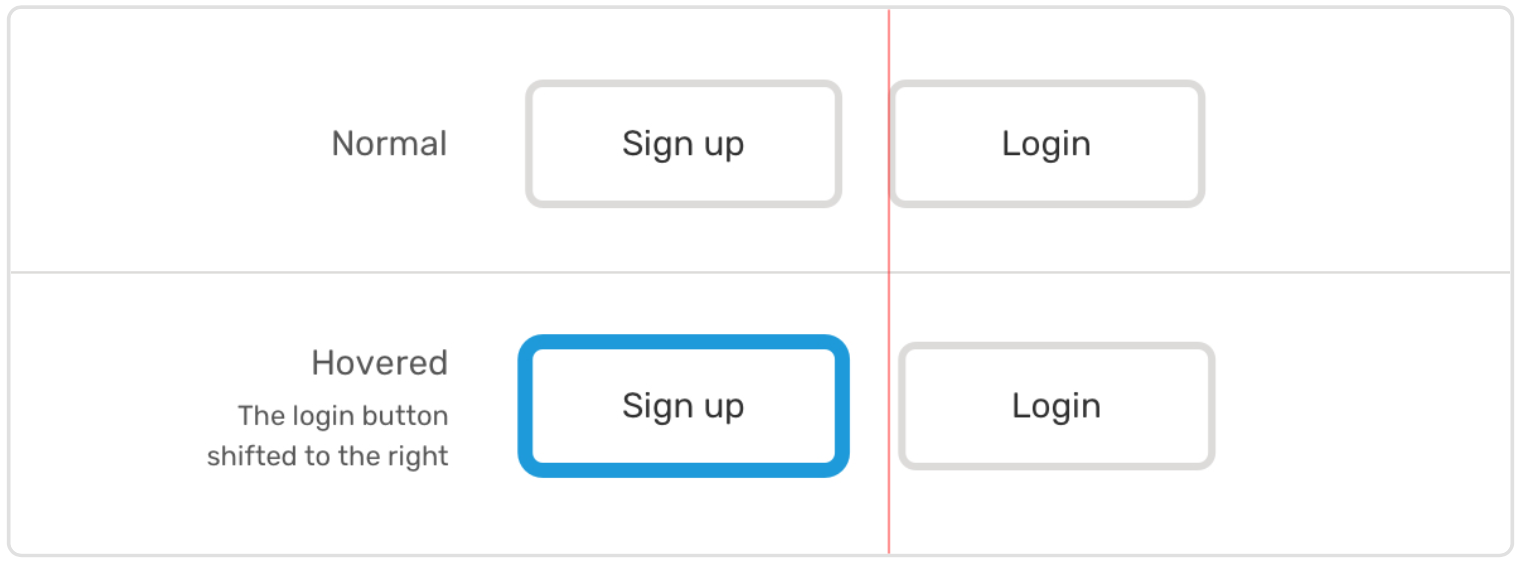 Normal
Sign up
Login
Hovered
The login button
shifted to the right
Sign up
Login